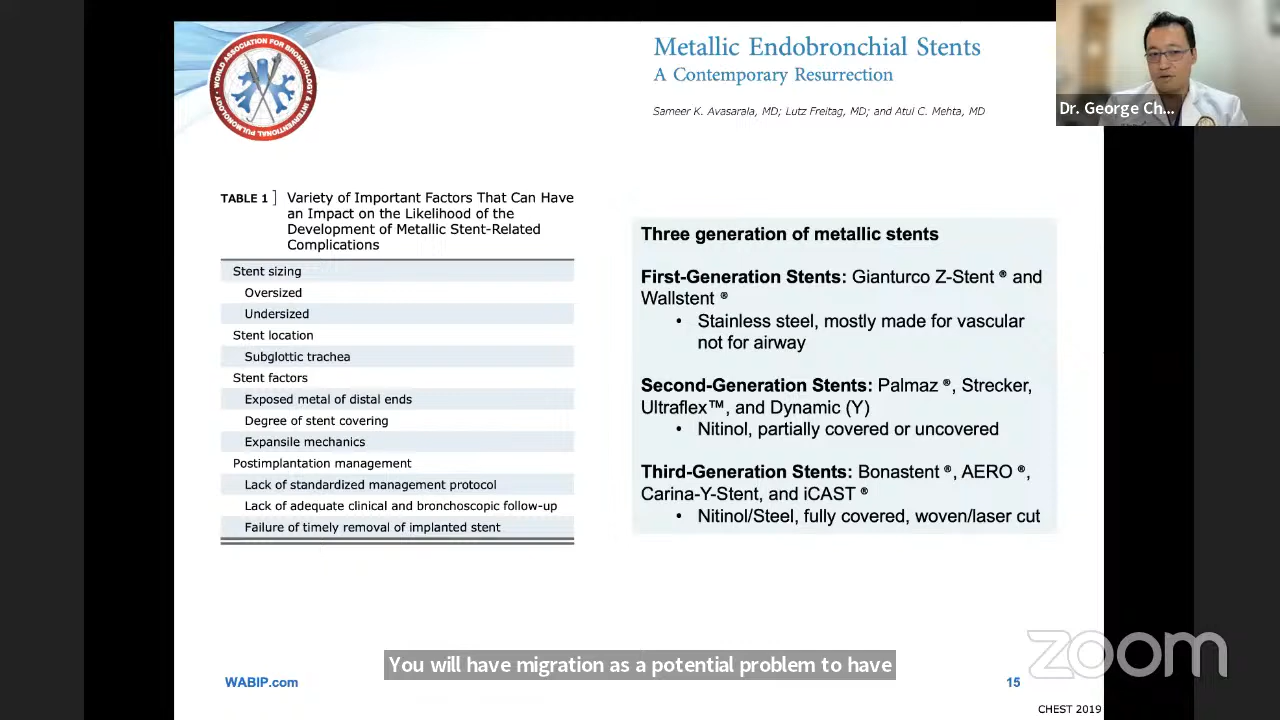 Metallic Endobronchial Stents
A Contemporary Resurrection
Sameer K. Avasarala, MD; Lutz Freitag, MD; and Atul C. Mehta, MD
Dr. George Ch...
WORLD ASSOCIATION FOR BRONCHOLOGY & INTERVENTIONAL PULMONOLOGY
TABLE 1 ] Variety of Important Factors That Can Have
an Impact on the Likelihood of the
Development of Metallic Stent-Related
Complications
Stent sizing
Oversized
Undersized
Stent location
Subglottic trachea
Stent factors
Exposed metal of distal ends
Degree of stent covering
Expansile mechanics
Postimplantation management
Lack of standardized management protocol
Lack of adequate clinical and bronchoscopic follow-up
Failure of timely removal of implanted stent
Three generation of metallic stents
First-Generation Stents: Gianturco Z-Stent ® and
Wallstent ®
• Stainless steel, mostly made for vascular
not for airway
Second-Generation Stents: Palmaz ®, Strecker,
Ultraflex™, and Dynamic (Y)
• Nitinol, partially covered or uncovered
Third-Generation Stents: Bonastent ®, AERO ®,
Carina-Y-Stent, and iCAST ®
• Nitinol/Steel, fully covered, woven/laser cut
You will have migration as a potential problem to have
zoom
WABIP.com
15
CHEST 2019